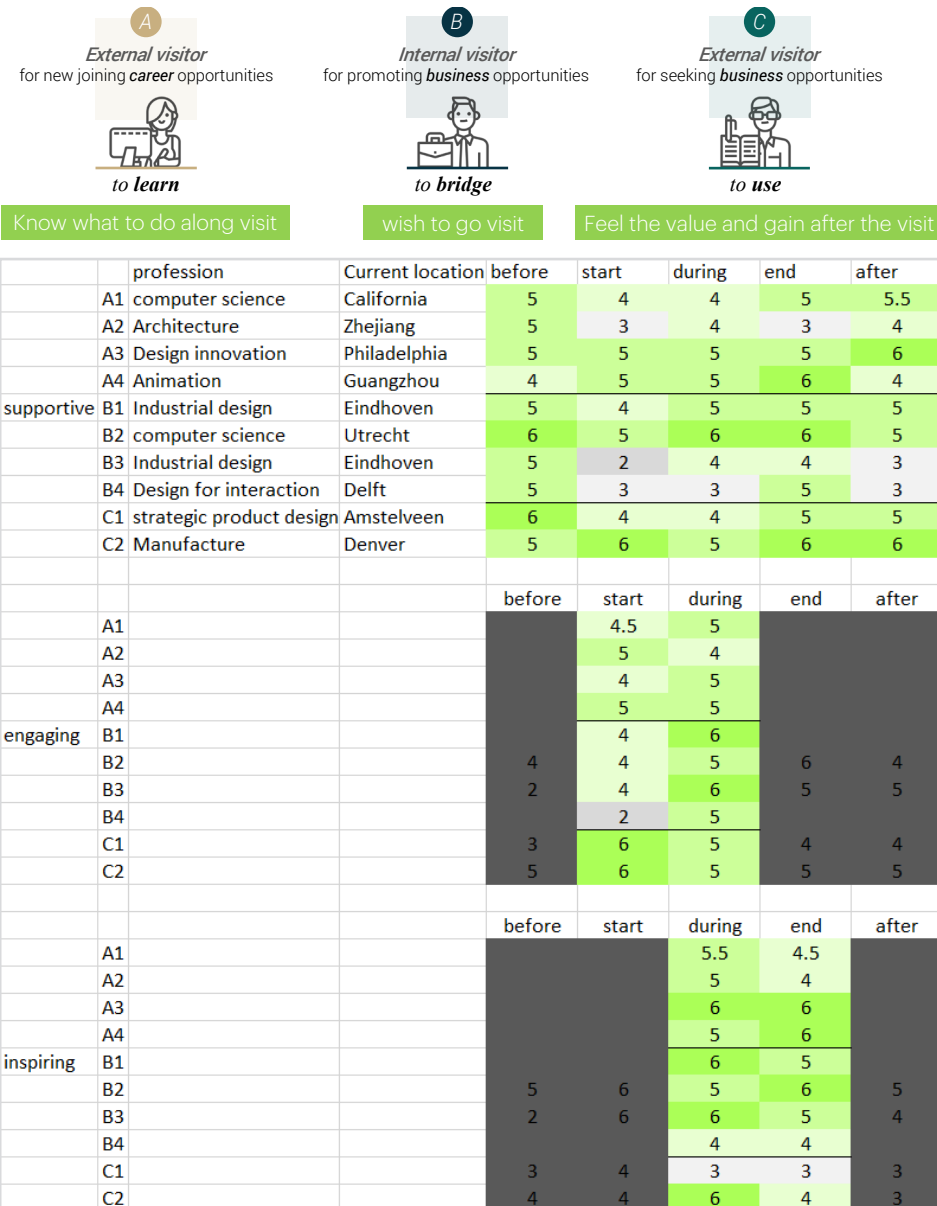 A B C
External visitor Internal visitor External visitor
for new joining career opportunities for promoting business opportunities for seeking business opportunities
to learn to bridge to use
Know what to do along visit wish to go visit Feel the value and gain after the visit
profession Current location before start during end after
A1 computer science California 5 4 4 5 5.5
A2 Architecture Zhejiang 5 3 4 3 4
A3 Design innovation Philadelphia 5 5 5 5 6
A4 Animation Guangzhou 4 5 5 6 4
supportive B1 Industrial design Eindhoven 5 4 5 5 5
B2 computer science Utrecht 6 5 6 6 5
B3 Industrial design Eindhoven 5 2 4 4 3
B4 Design for interaction Delft 5 3 3 5 3
C1 strategic product design Amstelveen 6 4 4 5 5
C2 Manufacture Denver 5 6 5 6 6
before start during end after
A1 4.5 5
A2 5 4
A3 4 5
A4 5 5
engaging B1 4 6
B2 4 4 5 6 4
B3 2 4 6 5 5
B4 2 5
C1 3 6 5 4 4
C2 5 6 5 5 5
before start during end after
A1 5.5 4.5
A2 5 4
A3 6 6
A4 5 6
inspiring B1 6 5
B2 5 6 5 6 5
B3 2 6 6 5 4
B4 4 4
C1 3 4 3 3 3
C2 4 4 6 4 3